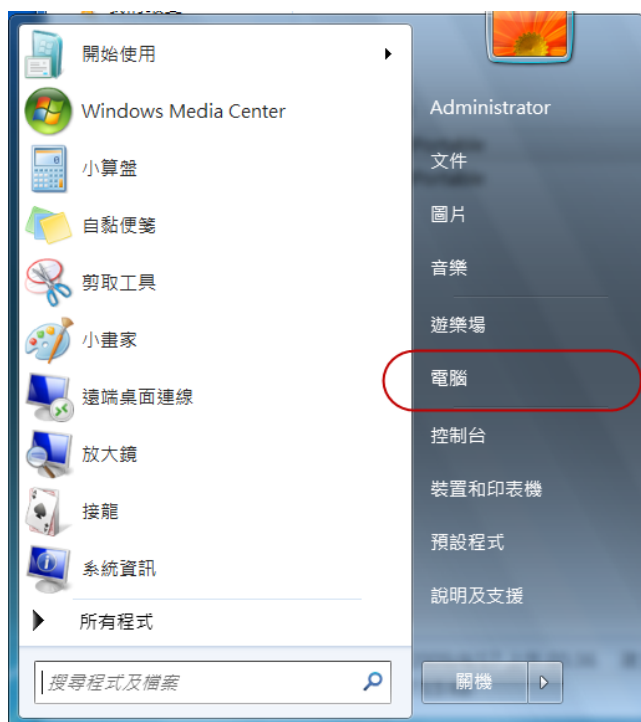 開始使用
Windows Media Center
小算盤
自黏便箋
剪取工具
小畫家
遠端桌面連線
放大鏡
接龍
系統資訊
所有程式
搜尋程式及檔案
Administrator
文件
圖片
音樂
遊樂場
電腦
控制台
裝置和印表機
預設程式
說明及支援
關機